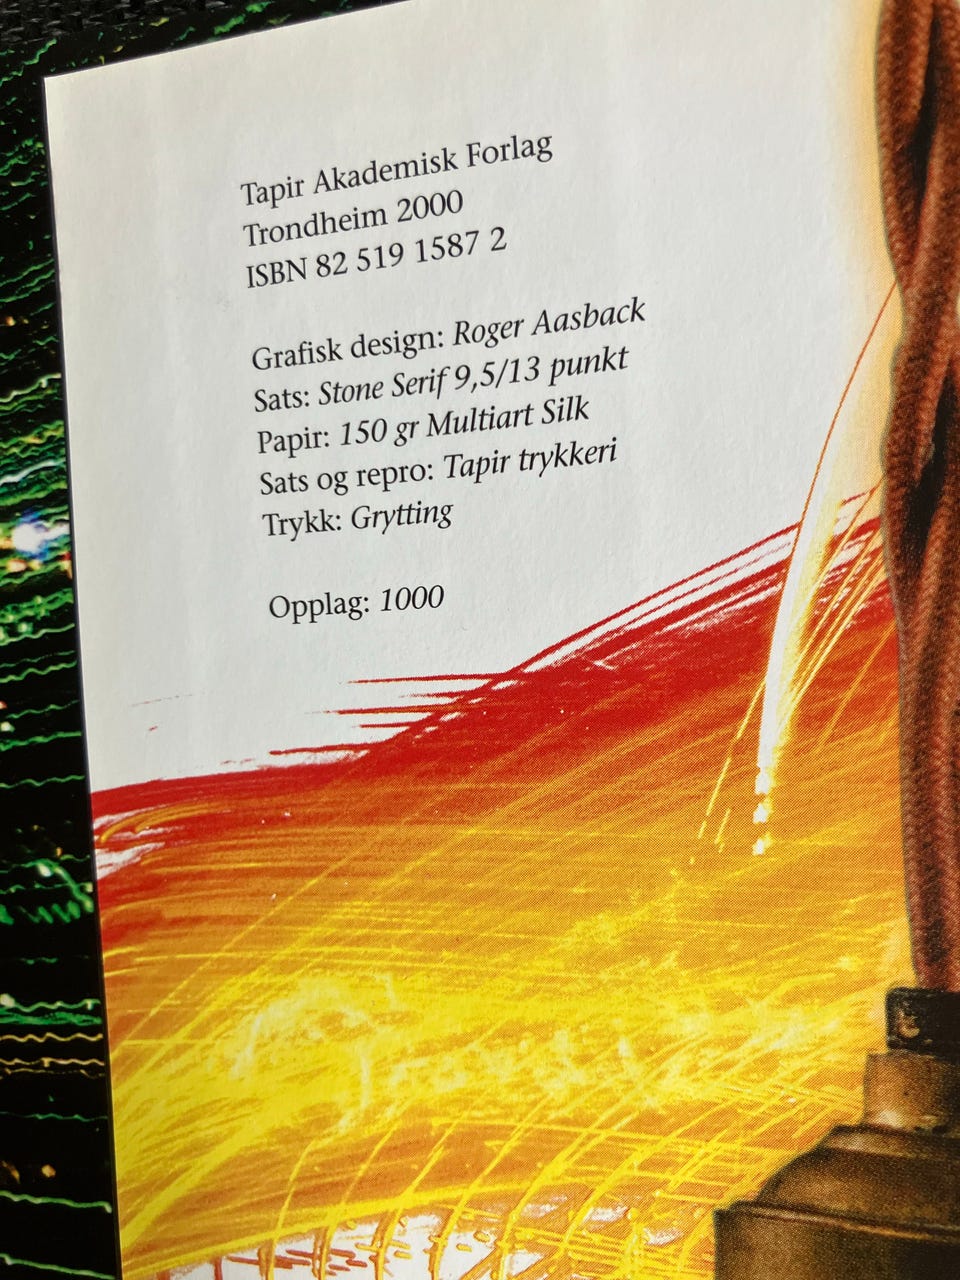 Tapir Akademisk Forlag
Trondheim 2000
ISBN 82 519 1587 2
Grafisk design: Roger Aasback
Sats: Stone Serif 9,5/13 punkt
Papir: 150 gr Multiart Silk
Sats og repro: Tapir trykkeri
Trykk: Grytting
Opplag: 1000